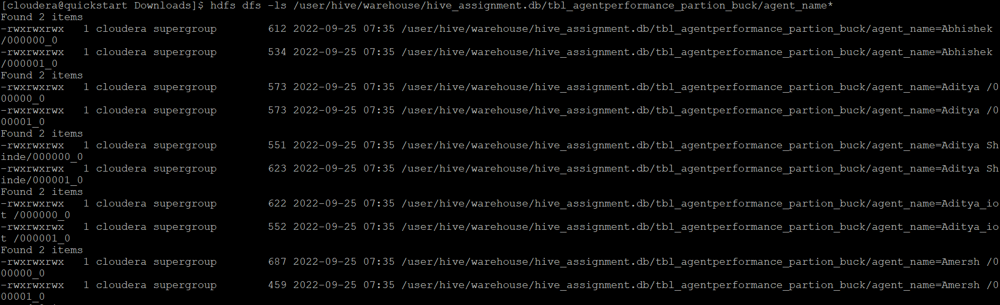 [cloudera@quickstart Downloads]$ hdfs dfs -ls /user/hive/warehouse/hive_assignment.db/tbl_agentperformance_partion_buck/agent_name*
Found 2 items
-rwxrwxrwx   1 cloudera supergroup        612 2022-09-25 07:35 /user/hive/warehouse/hive_assignment.db/tbl_agentperformance_partion_buck/agent_name=Abhishek
/000000_0
-rwxrwxrwx   1 cloudera supergroup        534 2022-09-25 07:35 /user/hive/warehouse/hive_assignment.db/tbl_agentperformance_partion_buck/agent_name=Abhishek
/000001_0
Found 2 items
-rwxrwxrwx   1 cloudera supergroup        573 2022-09-25 07:35 /user/hive/warehouse/hive_assignment.db/tbl_agentperformance_partion_buck/agent_name=Aditya /0
00000_0
-rwxrwxrwx   1 cloudera supergroup        573 2022-09-25 07:35 /user/hive/warehouse/hive_assignment.db/tbl_agentperformance_partion_buck/agent_name=Aditya /0
00001_0
Found 2 items
-rwxrwxrwx   1 cloudera supergroup        551 2022-09-25 07:35 /user/hive/warehouse/hive_assignment.db/tbl_agentperformance_partion_buck/agent_name=Aditya Sh
inde/000000_0
-rwxrwxrwx   1 cloudera supergroup        623 2022-09-25 07:35 /user/hive/warehouse/hive_assignment.db/tbl_agentperformance_partion_buck/agent_name=Aditya Sh
inde/000001_0
Found 2 items
-rwxrwxrwx   1 cloudera supergroup        622 2022-09-25 07:35 /user/hive/warehouse/hive_assignment.db/tbl_agentperformance_partion_buck/agent_name=Aditya_io
t /000000_0
-rwxrwxrwx   1 cloudera supergroup        552 2022-09-25 07:35 /user/hive/warehouse/hive_assignment.db/tbl_agentperformance_partion_buck/agent_name=Aditya_io
t /000001_0
Found 2 items
-rwxrwxrwx   1 cloudera supergroup        687 2022-09-25 07:35 /user/hive/warehouse/hive_assignment.db/tbl_agentperformance_partion_buck/agent_name=Amersh /0
00000_0
-rwxrwxrwx   1 cloudera supergroup        459 2022-09-25 07:35 /user/hive/warehouse/hive_assignment.db/tbl_agentperformance_partion_buck/agent_name=Amersh /0
00001_0